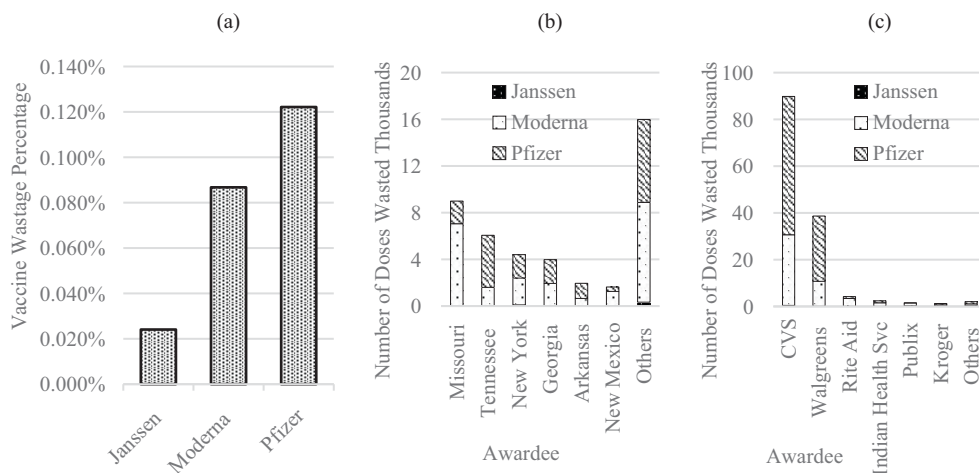 (a)
Vaccine Wastage Percentage
0.140%
0.120%
0.100%
0.080%
0.060%
0.040%
0.020%
0.000%
Janssen
Moderna
Pfizer
(b)
Number of Doses Wasted Thousands
20
16
12
8
4
0
Janssen
Moderna
Pfizer
Missouri
Tennessee
New York
Georgia
Arkansas
New Mexico
Others
Awardee
(c)
Number of Doses Wasted Thousands
100
80
60
40
20
0
Janssen
Moderna
Pfizer
CVS
Walgreens
Rite Aid
Indian Health Svc
Publix
Kroger
Others
Awardee